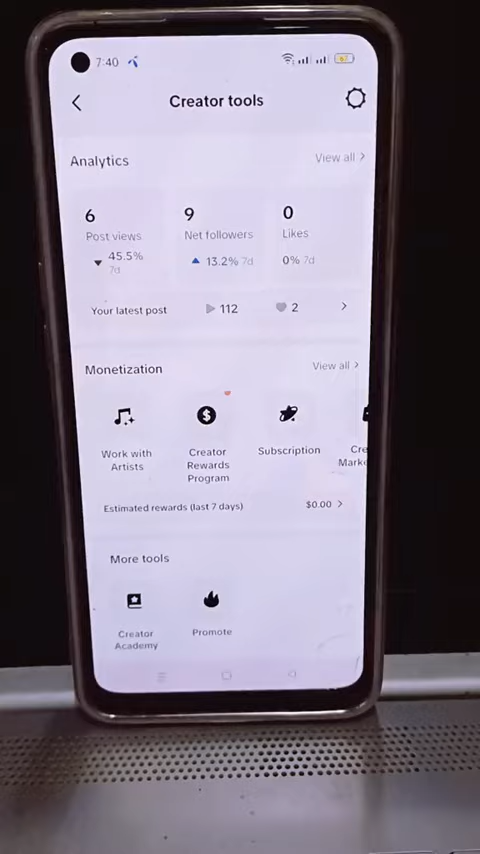 7:40
Creator tools
Analytics
View all >
6
9
0
Post views
Net followers
Likes
▼ 45.5% 7d
▲ 13.2% 7d
0% 7d
Your latest post
112
2
Monetization
View all >
Work with Artists
Creator Rewards Program
Subscription
Cre
Marke
Estimated rewards (last 7 days)
$0.00 >
More tools
Creator Academy
Promote